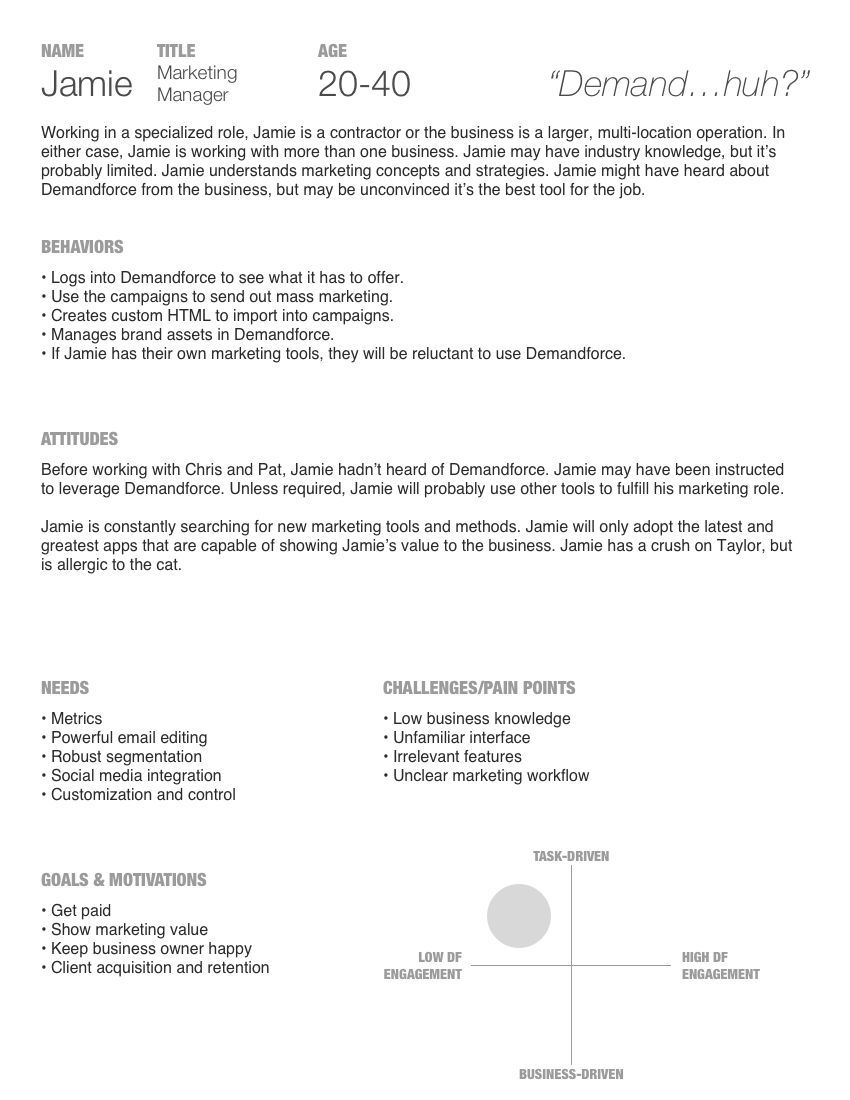 NAME
TITLE
AGE
Jamie
Marketing
Manager
20-40
“Demand…huh?”
Working in a specialized role, Jamie is a contractor or the business is a larger, multi-location operation. In
either case, Jamie is working with more than one business. Jamie may have industry knowledge, but it’s
probably limited. Jamie understands marketing concepts and strategies. Jamie might have heard about
Demandforce from the business, but may be unconvinced it’s the best tool for the job.
BEHAVIORS
• Logs into Demandforce to see what it has to offer.
• Use the campaigns to send out mass marketing.
• Creates custom HTML to import into campaigns.
• Manages brand assets in Demandforce.
• If Jamie has their own marketing tools, they will be reluctant to use Demandforce.
ATTITUDES
Before working with Chris and Pat, Jamie hadn’t heard of Demandforce. Jamie may have been instructed
to leverage Demandforce. Unless required, Jamie will probably use other tools to fulfill his marketing role.
Jamie is constantly searching for new marketing tools and methods. Jamie will only adopt the latest and
greatest apps that are capable of showing Jamie’s value to the business. Jamie has a crush on Taylor, but
is allergic to the cat.
NEEDS
• Metrics
• Powerful email editing
• Robust segmentation
• Social media integration
• Customization and control
CHALLENGES/PAIN POINTS
• Low business knowledge
• Unfamiliar interface
• Irrelevant features
• Unclear marketing workflow
GOALS & MOTIVATIONS
• Get paid
• Show marketing value
• Keep business owner happy
• Client acquisition and retention
TASK-DRIVEN
LOW DF
ENGAGEMENT
HIGH DF
ENGAGEMENT
BUSINESS-DRIVEN